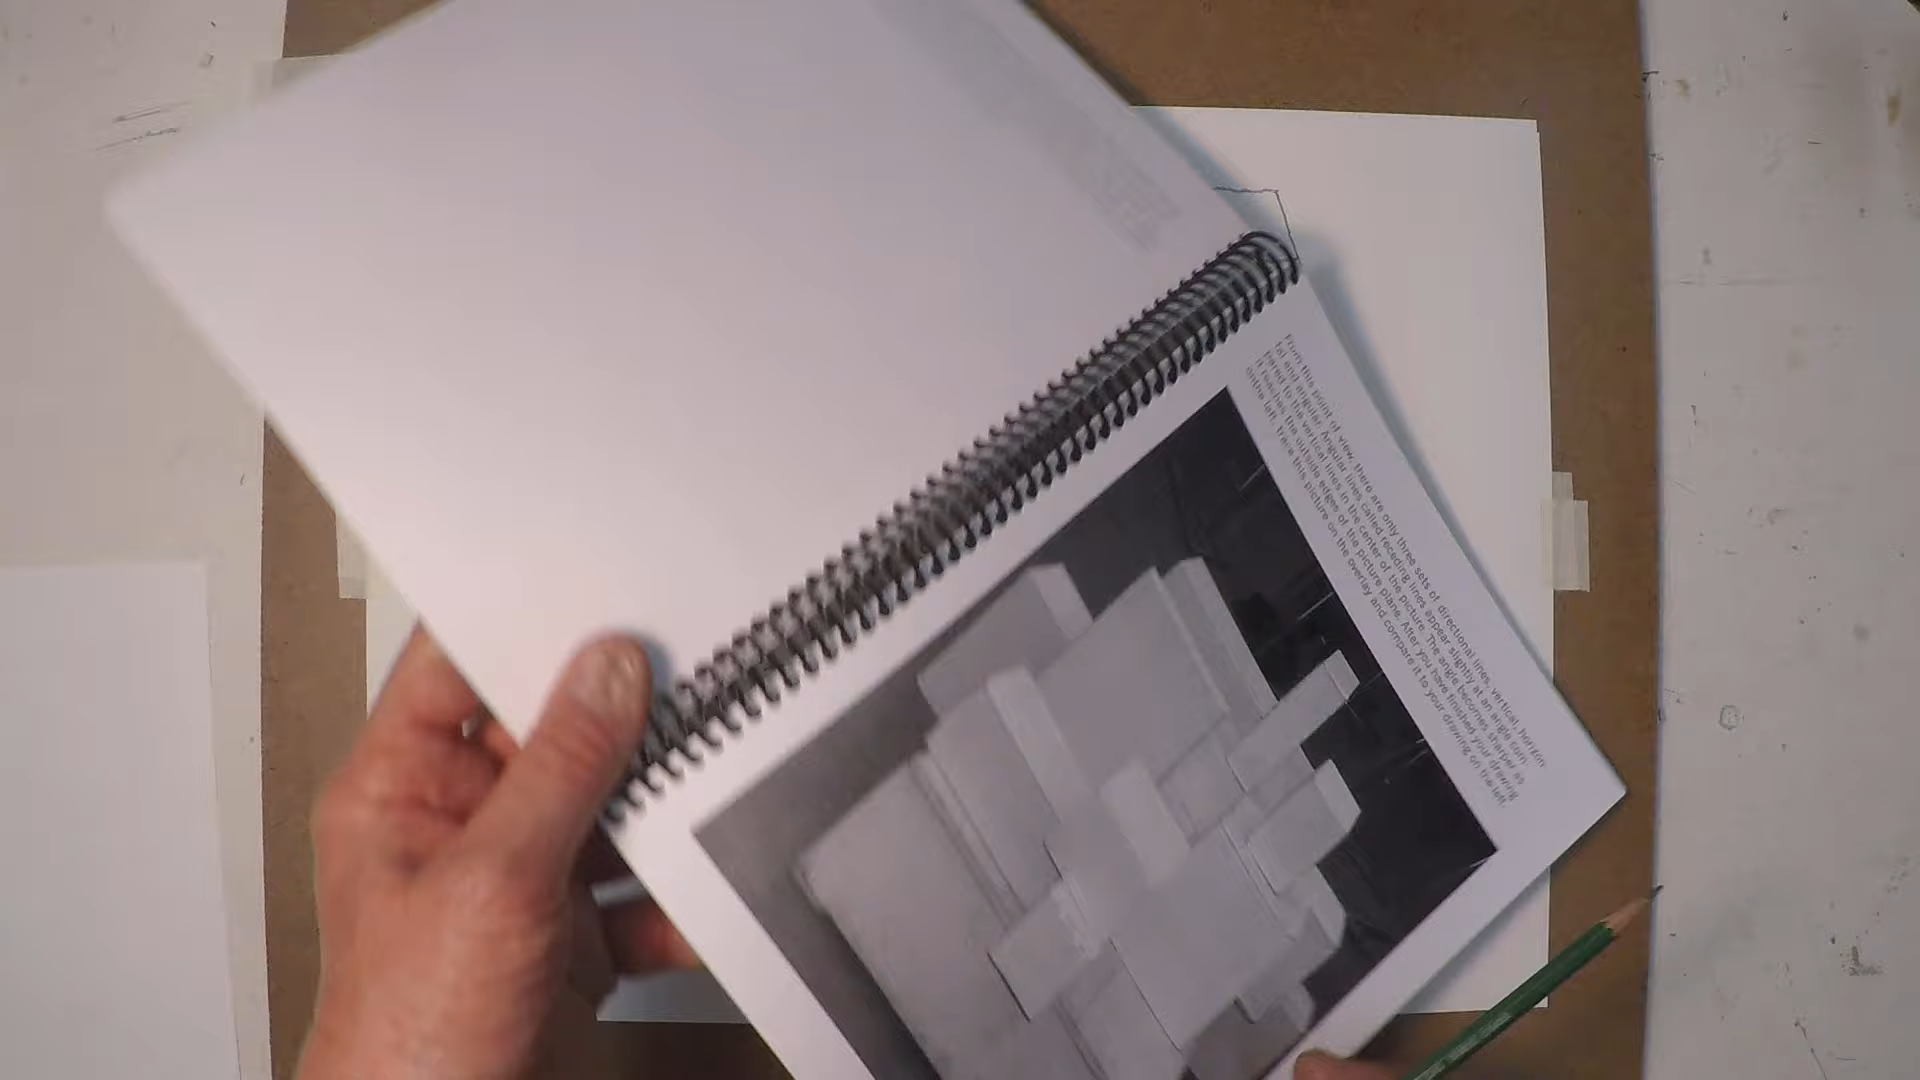 From this point of view, there are only three sets of directional lines, vertical, horizon
tal and angular. Angular lines called receding lines appear slightly at an angle com
pared to the vertical lines in the center of the picture. The angle becomes sharper as
it reaches the outside edges of the picture plane. After you have finished your drawing
onthe left, trace this picture on the overlay and compare it to your drawing on the left.